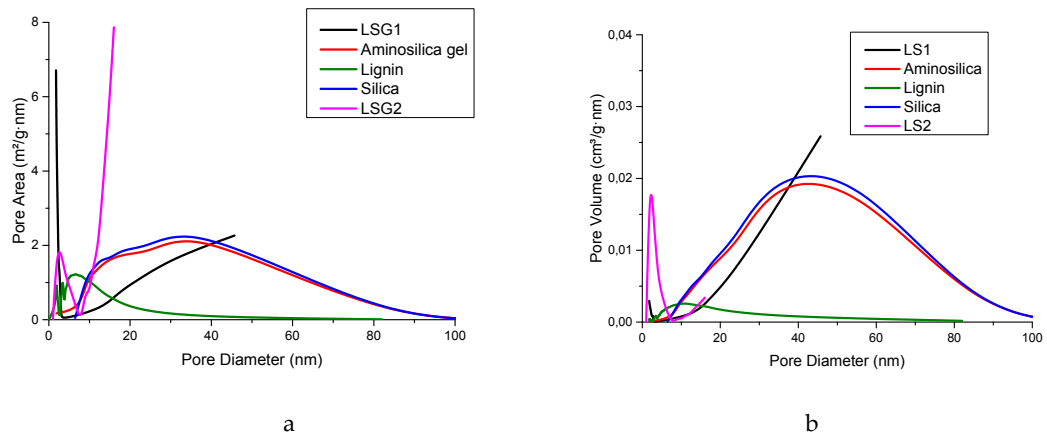 8
6
4
2
0
0 20 40 60 80 100
Pore Area (m²/g·nm)
Pore Diameter (nm)
LSG1
Aminosilica gel
Lignin
Silica
LSG2
a
0,04
0,03
0,02
0,01
0,00
0 20 40 60 80 100
Pore Volume (cm³/g·nm)
Pore Diameter (nm)
LS1
Aminosilica
Lignin
Silica
LS2
b